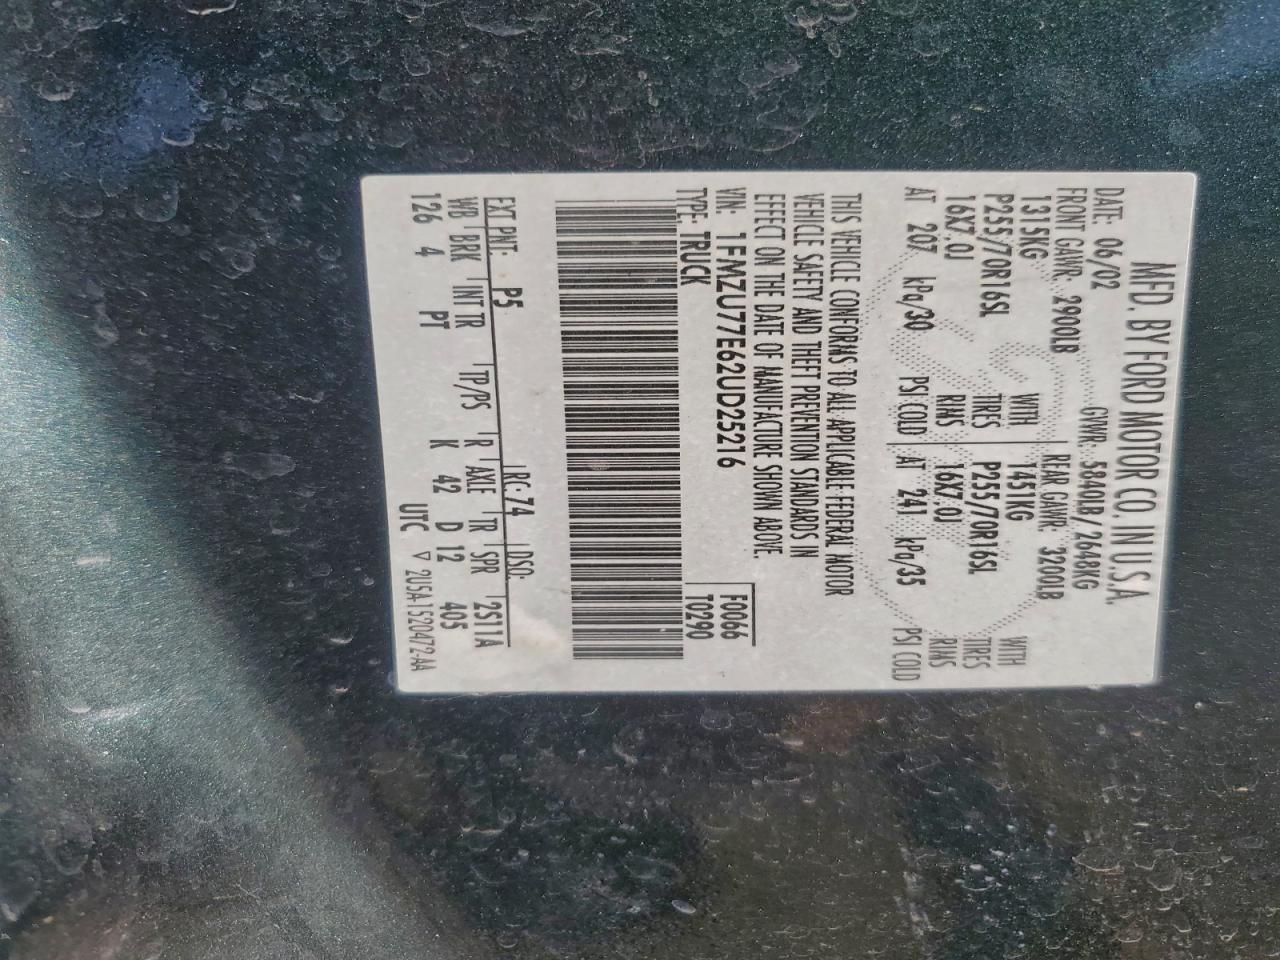 MFD. BY FORD MOTOR CO. IN U.S.A.
DATE: 06/02 GVWR: 5840LB/ 2648KG
FRONT GAWR: 2900LB REAR GAWR: 3200LB
1315KG WITH 1451KG WITH
P255/70R16SL TIRES P255/70R16SL TIRES
16X7.0J RIMS 16X7.0J RIMS
AT 207 kPa/30 PSI COLD AT 241 kPa/35 PSI COLD
THIS VEHICLE CONFORMS TO ALL APPLICABLE FEDERAL MOTOR
VEHICLE SAFETY AND THEFT PREVENTION STANDARDS IN
EFFECT ON THE DATE OF MANUFACTURE SHOWN ABOVE.
VIN: 1FMZU77E62UD25216 F0066
TYPE: TRUCK T0290
EXT PNT: P5 RC: 74 DSO: 2S11A
WB BRK INT TR TP/PS R AXLE TR SPR 405
126 4 PT K 42 D 12
UTC ▽ 2U5A1520472-AA